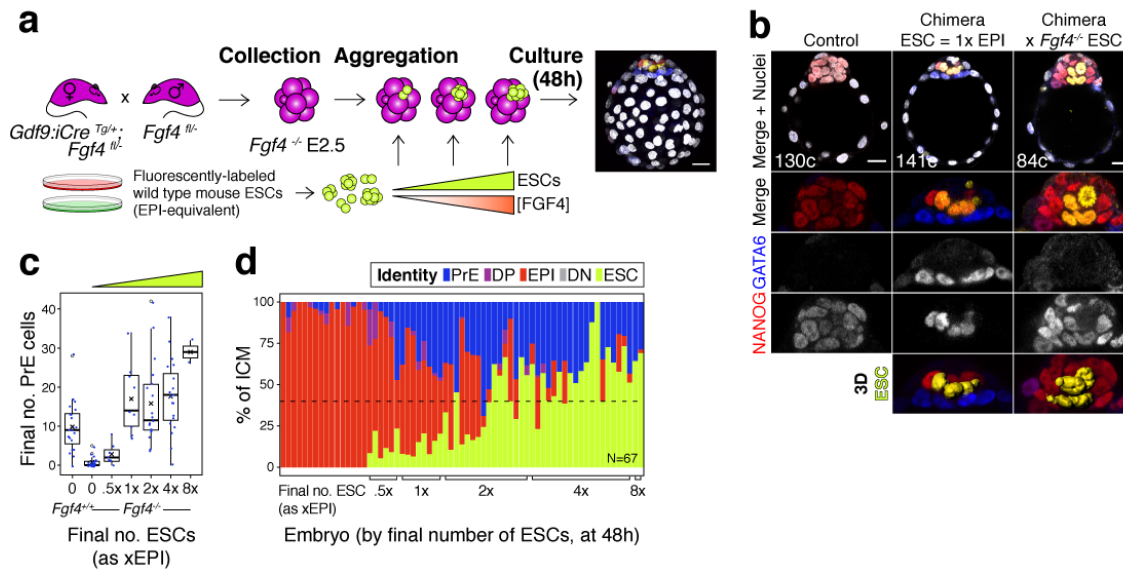 a
Collection
Aggregation
Culture
(48h)
x
Gdf9:iCre Tg/+;
Fgf4 fl/-
Fgf4 fl/-
Fgf4 -/- E2.5
Fluorescently-labeled
wild type mouse ESCs
(EPI-equivalent)
ESCs
[FGF4]
b
Control
Chimera
ESC = 1x EPI
Chimera
x Fgf4-/- ESC
Merge + Nuclei
130c
141c
84c
Merge
NANOG GATA6
3D
ESC
c
Final no. PrE cells
40
30
20
10
0
0 0 .5x 1x 2x 4x 8x
Fgf4+/+ Fgf4-/-
Final no. ESCs
(as xEPI)
d
Identity PrE DP EPI DN ESC
% of ICM
100
75
50
25
0
N=67
Final no. ESC
(as xEPI)
.5x 1x 2x 4x 8x
Embryo (by final number of ESCs, at 48h)